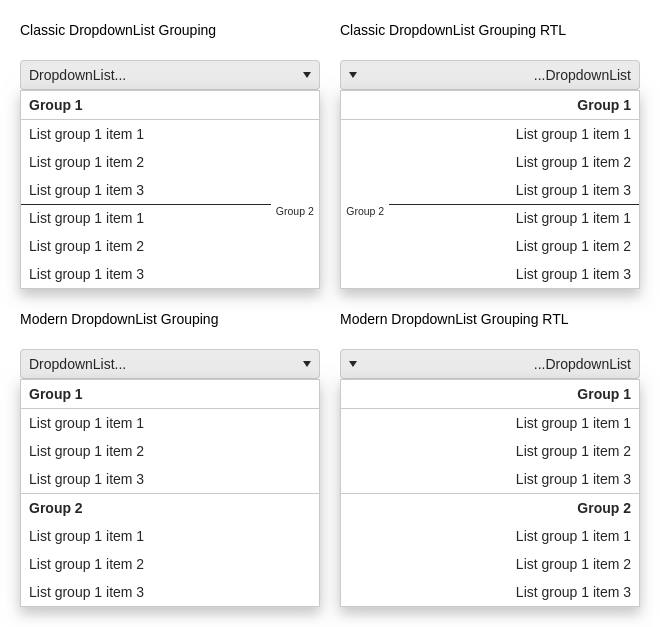 Classic DropdownList Grouping
DropdownList...
Group 1
List group 1 item 1
List group 1 item 2
List group 1 item 3
Group 2
List group 1 item 1
List group 1 item 2
List group 1 item 3
Classic DropdownList Grouping RTL
...DropdownList
Group 1
List group 1 item 1
List group 1 item 2
List group 1 item 3
Group 2
List group 1 item 1
List group 1 item 2
List group 1 item 3
Modern DropdownList Grouping
DropdownList...
Group 1
List group 1 item 1
List group 1 item 2
List group 1 item 3
Group 2
List group 1 item 1
List group 1 item 2
List group 1 item 3
Modern DropdownList Grouping RTL
...DropdownList
Group 1
List group 1 item 1
List group 1 item 2
List group 1 item 3
Group 2
List group 1 item 1
List group 1 item 2
List group 1 item 3